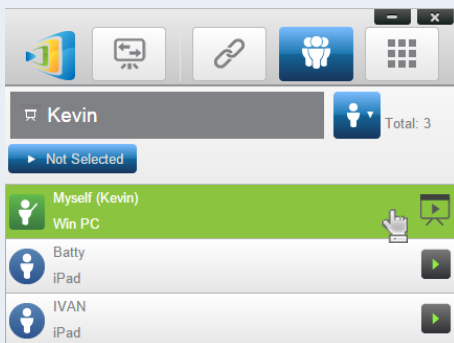 Kevin
Total: 3
Not Selected
Myself (Kevin)
Win PC
Batty
iPad
IVAN
iPad